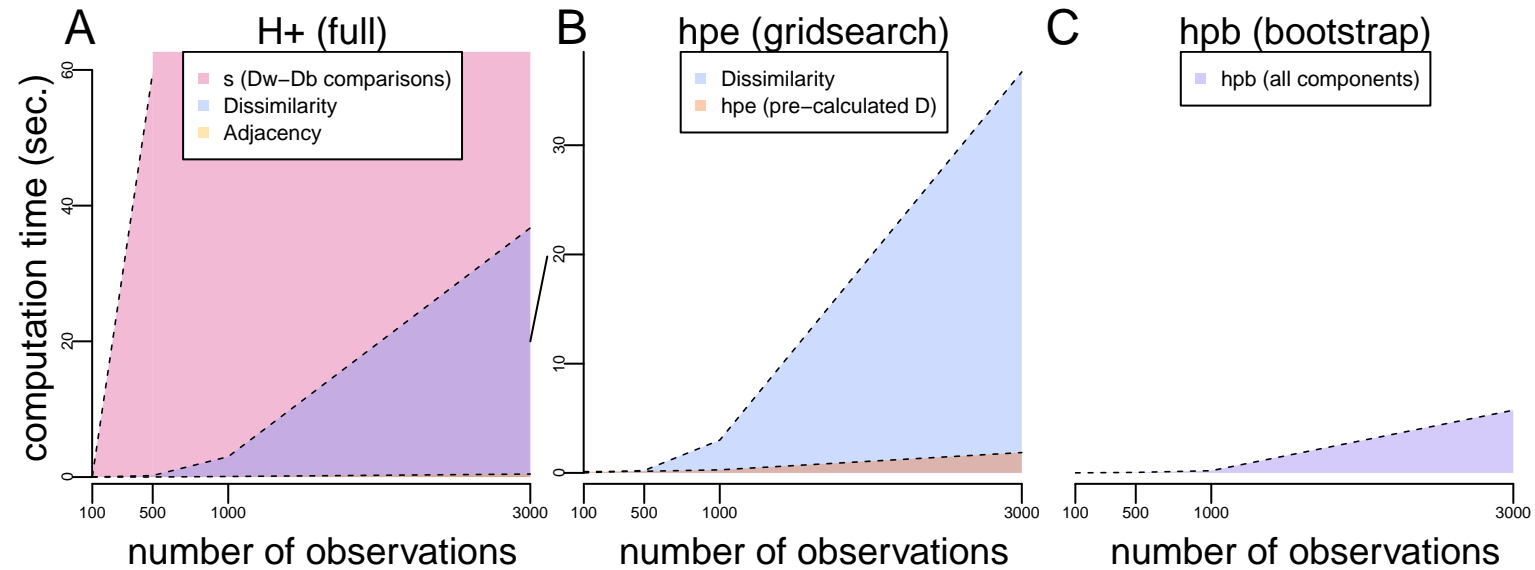 A
H+ (full)
s (Dw−Db comparisons)
Dissimilarity
Adjacency
computation time (sec.)
60
40
20
0
100
500
1000
3000
number of observations
B
hpe (gridsearch)
Dissimilarity
hpe (pre−calculated D)
30
20
10
0
100
500
1000
3000
number of observations
C
hpb (bootstrap)
hpb (all components)
100
500
1000
3000
number of observations